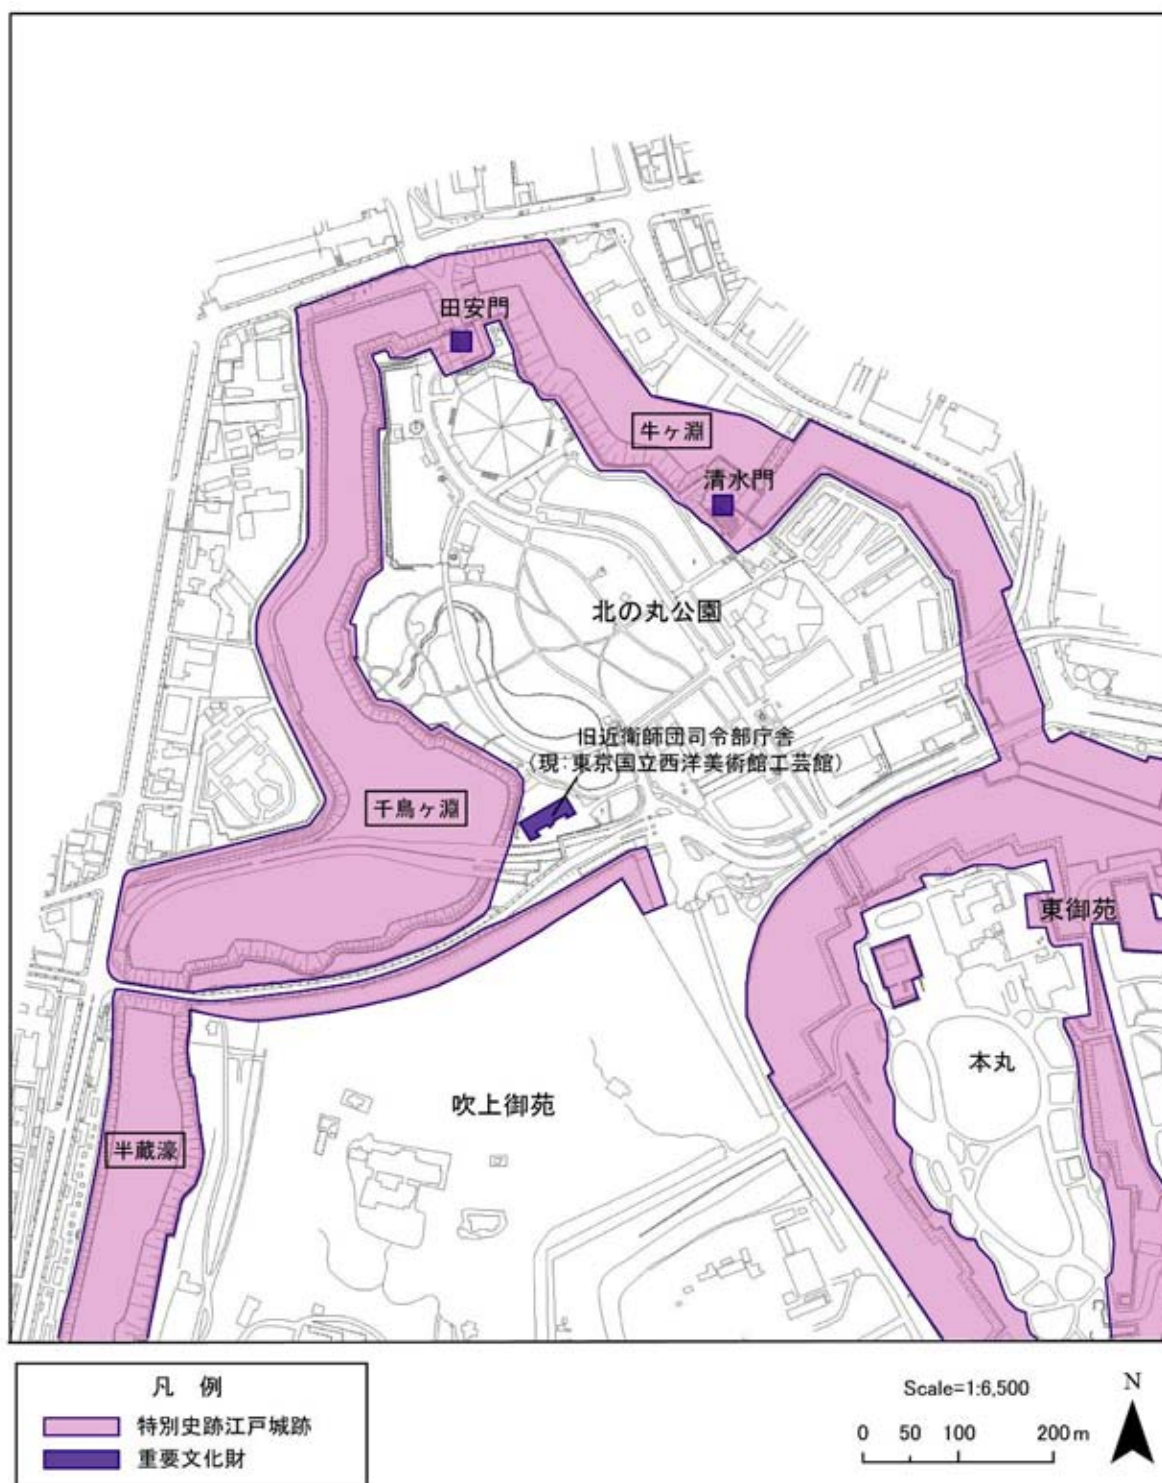 田安門
牛ヶ淵
清水門
北の丸公園
旧近衛師団司令部庁舎
(現:東京国立西洋美術館工芸館)
千鳥ヶ淵
東御苑
本丸
吹上御苑
半蔵濠
凡 例
特別史跡江戸城跡
重要文化財
Scale=1:6,500
0 50 100 200m
N